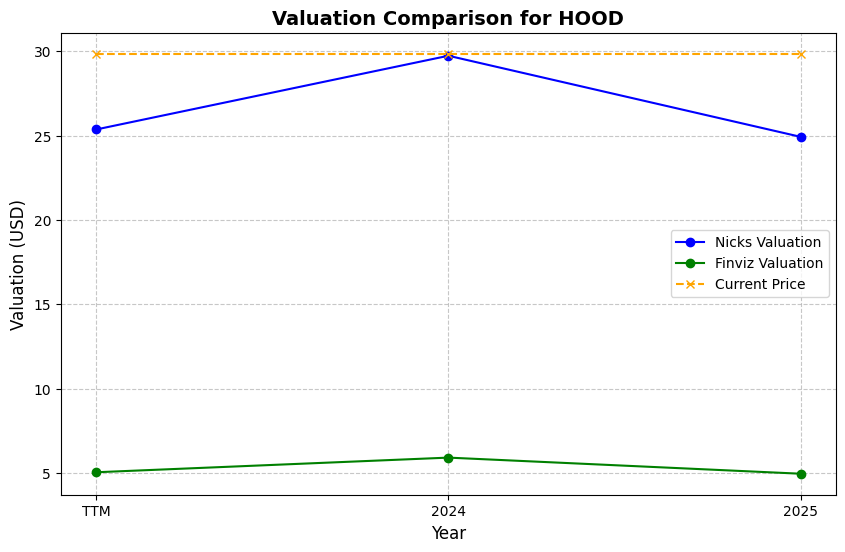 Valuation Comparison for HOOD
Valuation (USD)
30
25
20
15
10
5
Nicks Valuation
Finviz Valuation
Current Price
TTM
2024
2025
Year